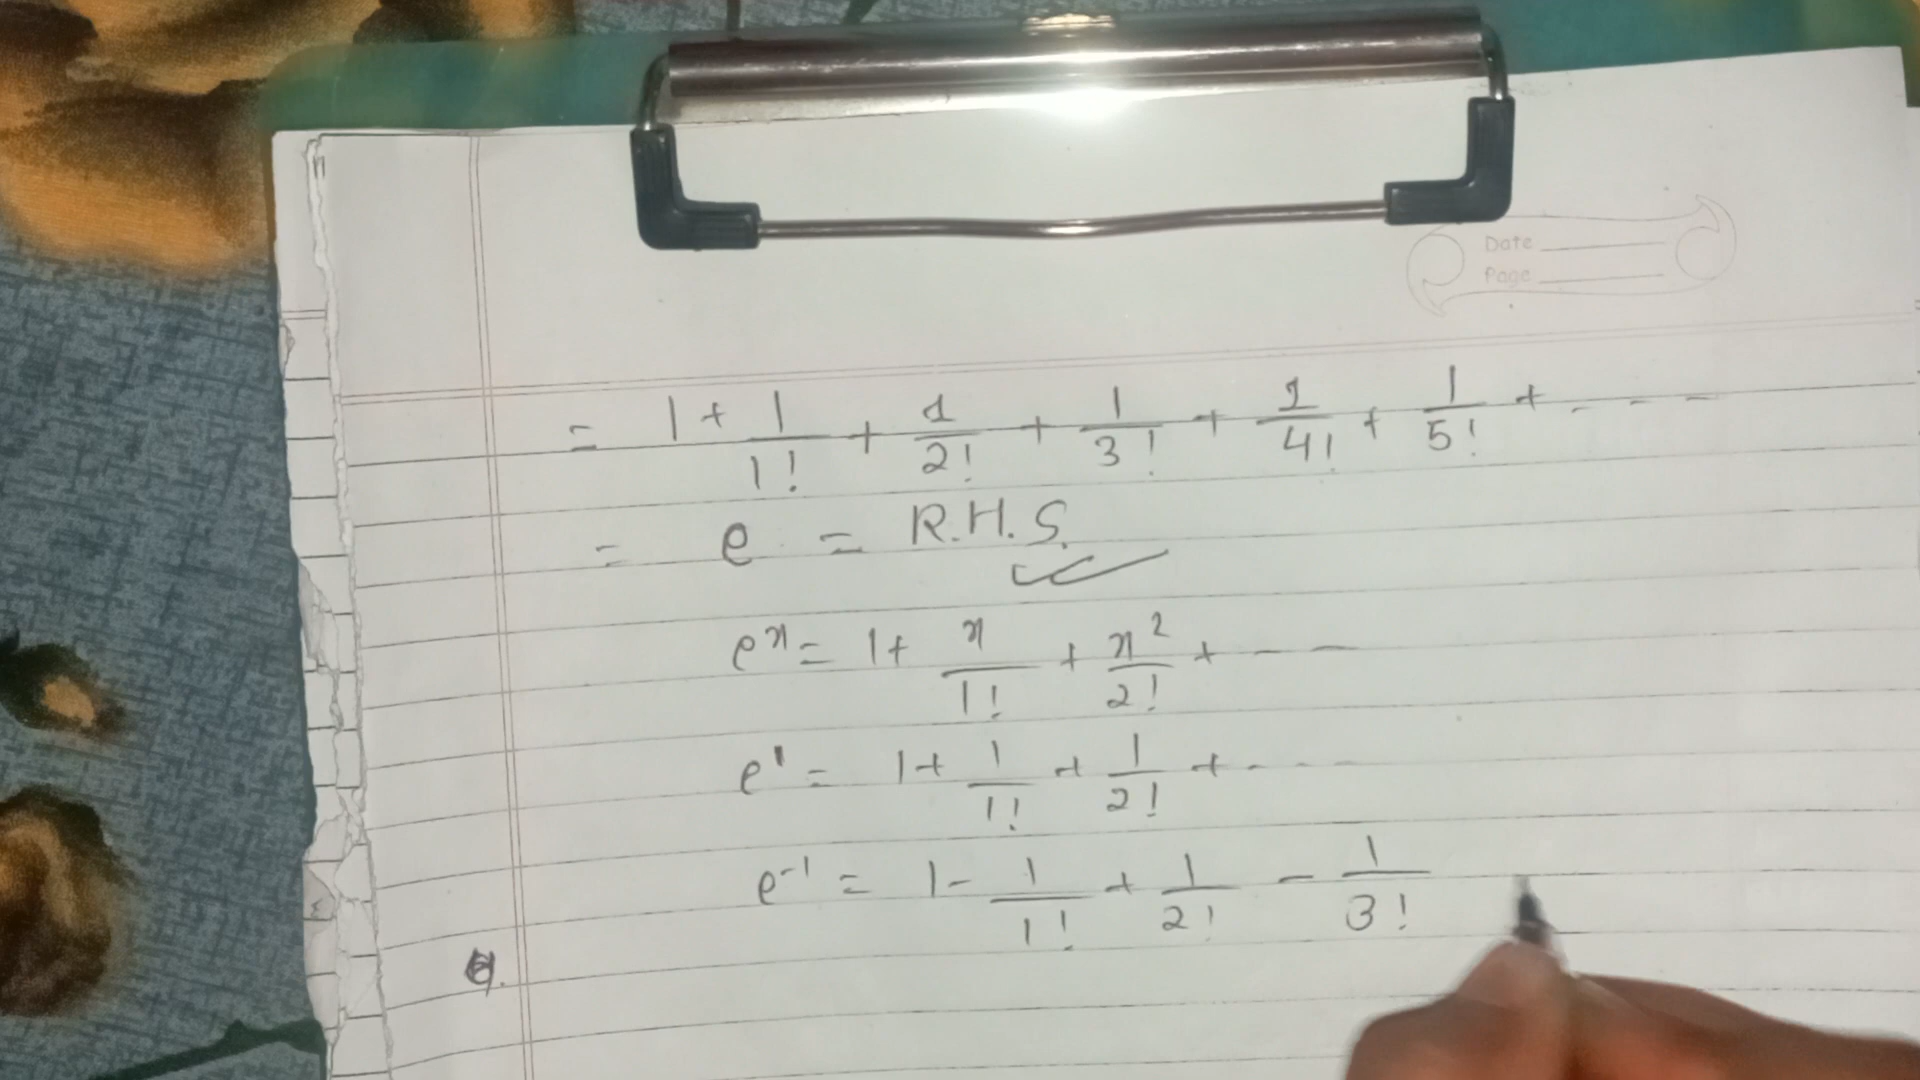 Date
Page
= 1 + 1/1! + 1/2! + 1/3! + 1/4! + 1/5! + - - -
= e = R.H.S.
e^x = 1 + x/1! + x^2/2! + - -
e^1 = 1 + 1/1! + 1/2! + - - -
e^-1 = 1 - 1/1! + 1/2! - 1/3!